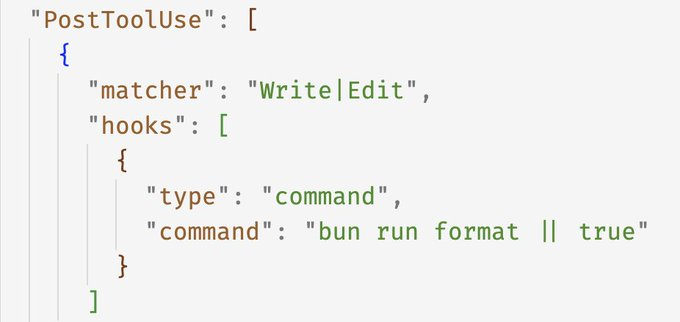 "PostToolUse": [
{
"matcher": "Write|Edit",
"hooks": [
{
"type": "command",
"command": "bun run format || true"
}
]